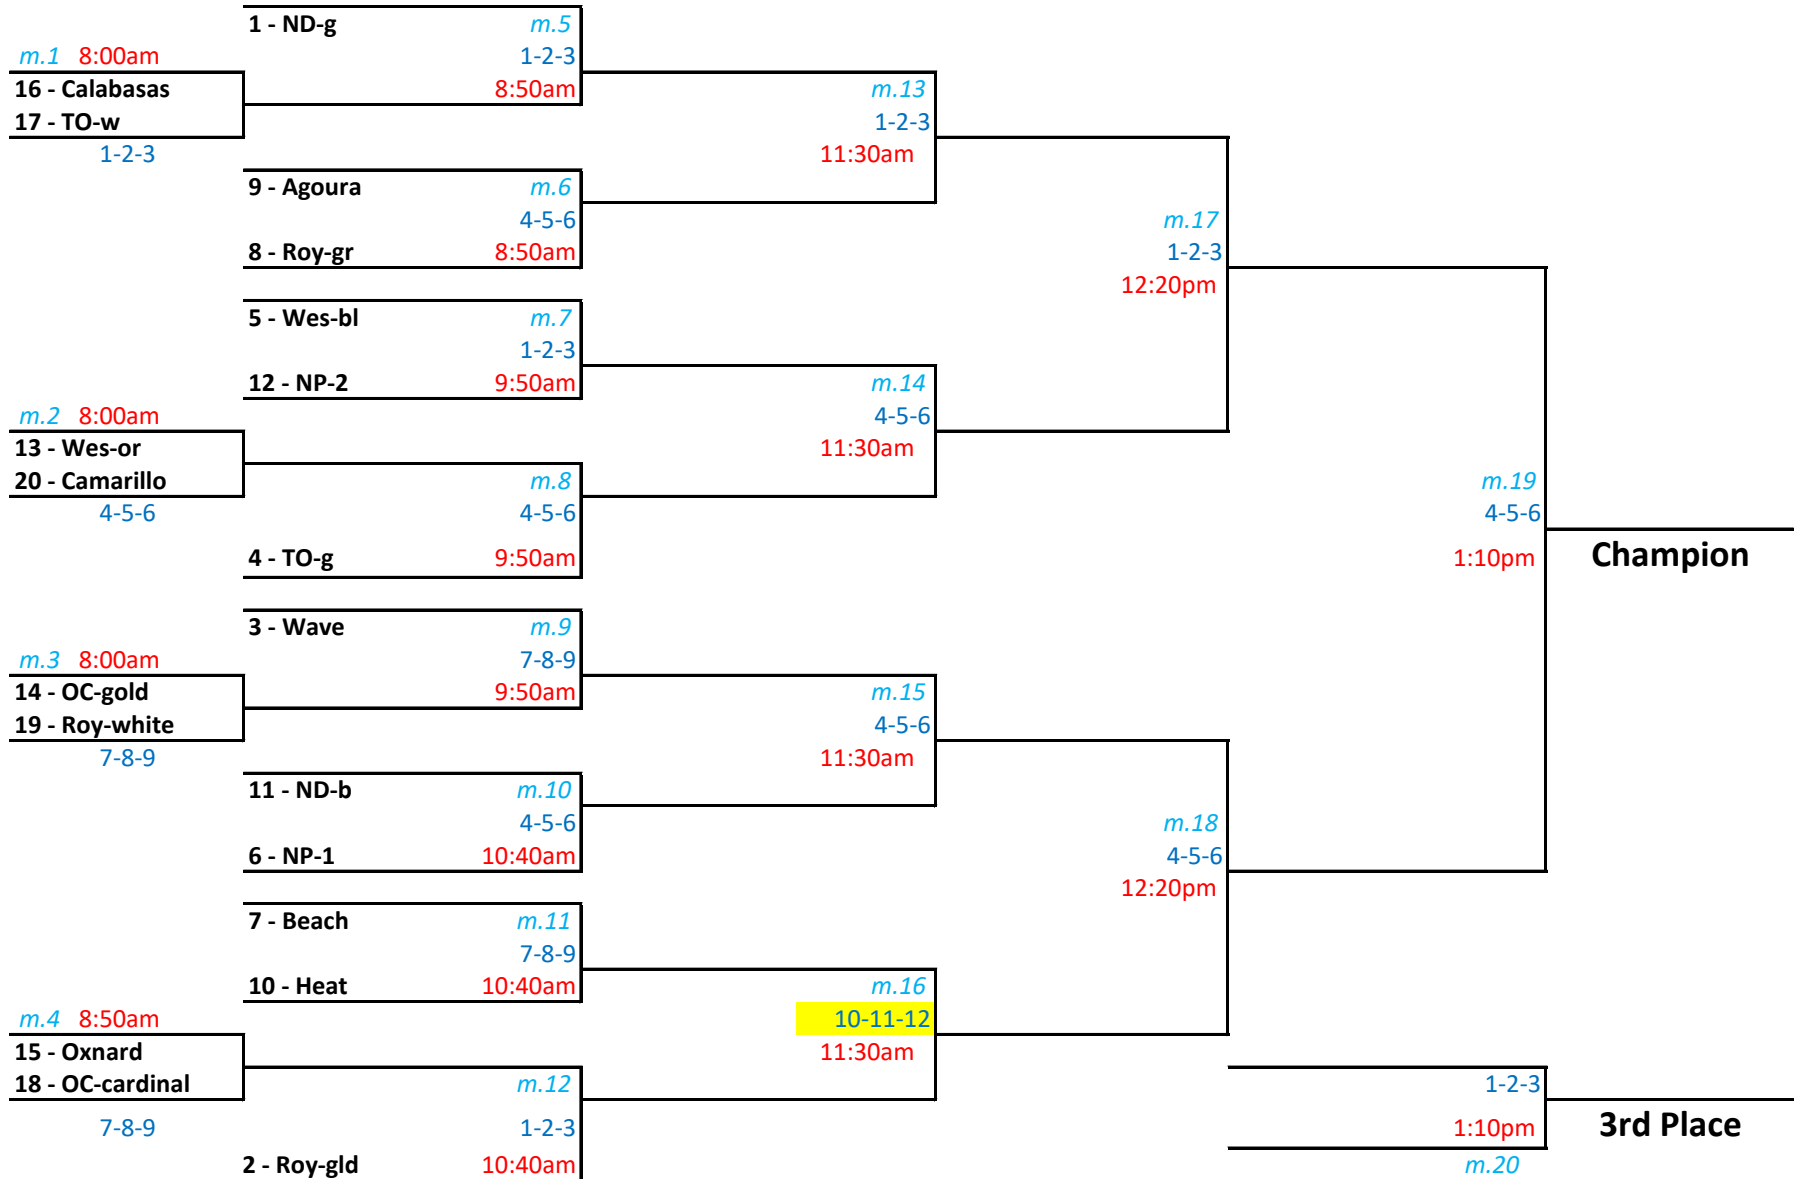 1 - ND-g
m.5
m.1 8:00am
1-2-3
16 - Calabasas
8:50am
m.13
17 - TO-w
1-2-3
1-2-3
11:30am
9 - Agoura
m.6
4-5-6
m.17
8 - Roy-gr
8:50am
1-2-3
12:20pm
5 - Wes-bl
m.7
1-2-3
12 - NP-2
9:50am
m.14
m.2 8:00am
4-5-6
13 - Wes-or
11:30am
20 - Camarillo
m.8
m.19
4-5-6
4-5-6
4-5-6
4 - TO-g
9:50am
1:10pm
Champion
3 - Wave
m.9
m.3 8:00am
7-8-9
14 - OC-gold
9:50am
m.15
19 - Roy-white
4-5-6
7-8-9
11:30am
11 - ND-b
m.10
4-5-6
m.18
6 - NP-1
10:40am
4-5-6
12:20pm
7 - Beach
m.11
7-8-9
10 - Heat
10:40am
m.16
m.4 8:50am
10-11-12
15 - Oxnard
11:30am
18 - OC-cardinal
m.12
1-2-3
7-8-9
1-2-3
1:10pm
3rd Place
2 - Roy-gld
10:40am
m.20